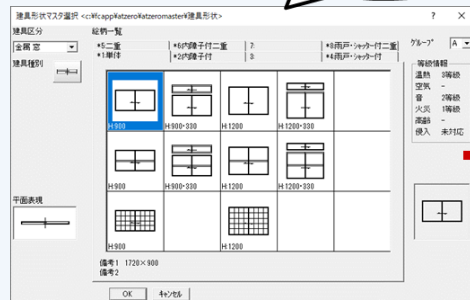 建具形状マスタ選択 <c:¥fcapp¥atzero¥atzeromaster¥建具形状>
? ×
建具区分
金属窓
建具種別
絵柄一覧
*5.二重 *6内障子付二重 7: *8雨戸・シャッター付二重
*1単体 *2内障子付 3: *4雨戸・シャッター付
グループ A
等級情報
温熱 3等級
空気 -
音 2等級
火災 1等級
高齢 -
侵入 未対応
H:900 H:900・330 H:1200 H:1200・330
H:900 H:900・330 H:1200 H:1200・330
H:900 H:1200
平面表現
備考1 1720×900
備考2
OK キャンセル